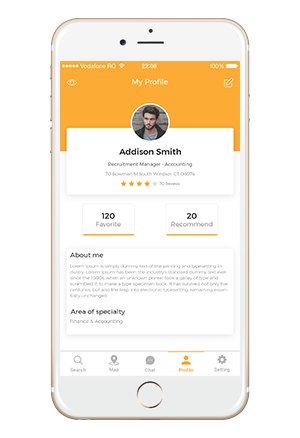 Vodafone RO 22:06 100%
My Profile
Addison Smith
Recruitment Manager - Accounting
70 Bowman St South Windsor, CT 06074
70 Reviews
120
Favorite
20
Recommend
About me
Lorem Ipsum is simply dummy text of the printing and typesetting in-
dustry. Lorem Ipsum has been the industry's standard dummy text ever
since the 1500s, when an unknown printer took a galley of type and
scrambled it to make a type specimen book. It has survived not only five
centuries, but also the leap into electronic typesetting, remaining essen-
tially unchanged.
Area of specialty
Finance & Accounting
Search Map Chat Profile Setting